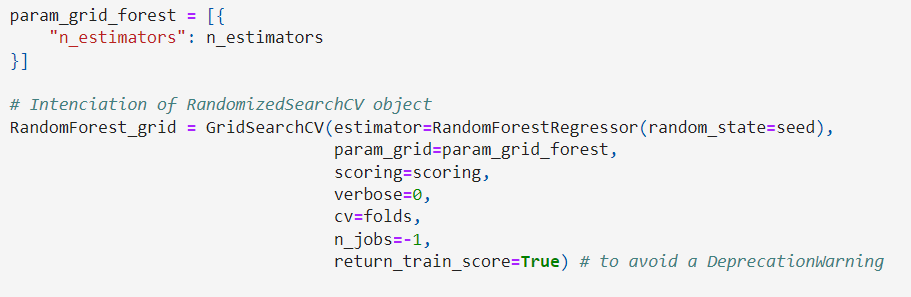 param_grid_forest = [{
    "n_estimators": n_estimators
}]

# Intenciation of RandomizedSearchCV object
RandomForest_grid = GridSearchCV(estimator=RandomForestRegressor(random_state=seed),
                                 param_grid=param_grid_forest,
                                 scoring=scoring,
                                 verbose=0,
                                 cv=folds,
                                 n_jobs=-1,
                                 return_train_score=True) # to avoid a DeprecationWarning